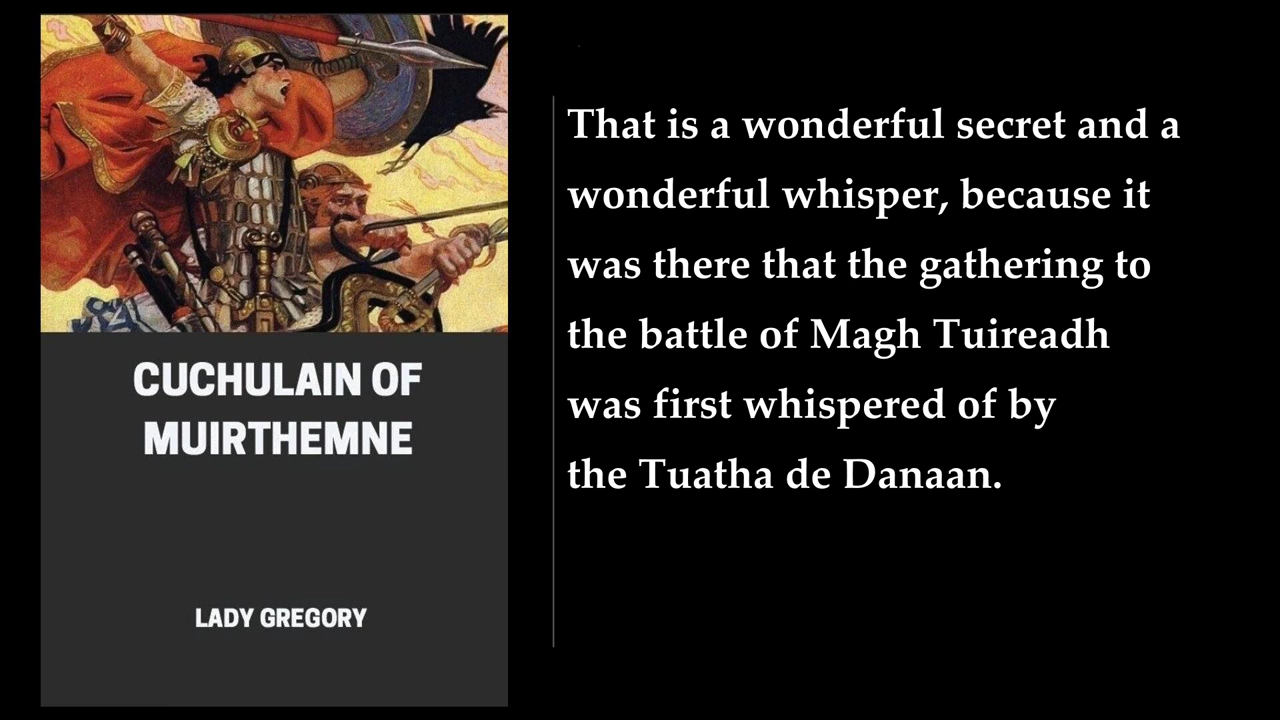 CUCHULAIN OF
MUIRTHEMNE
LADY GREGORY
That is a wonderful secret and a
wonderful whisper, because it
was there that the gathering to
the battle of Magh Tuireadh
was first whispered of by
the Tuatha de Danaan.